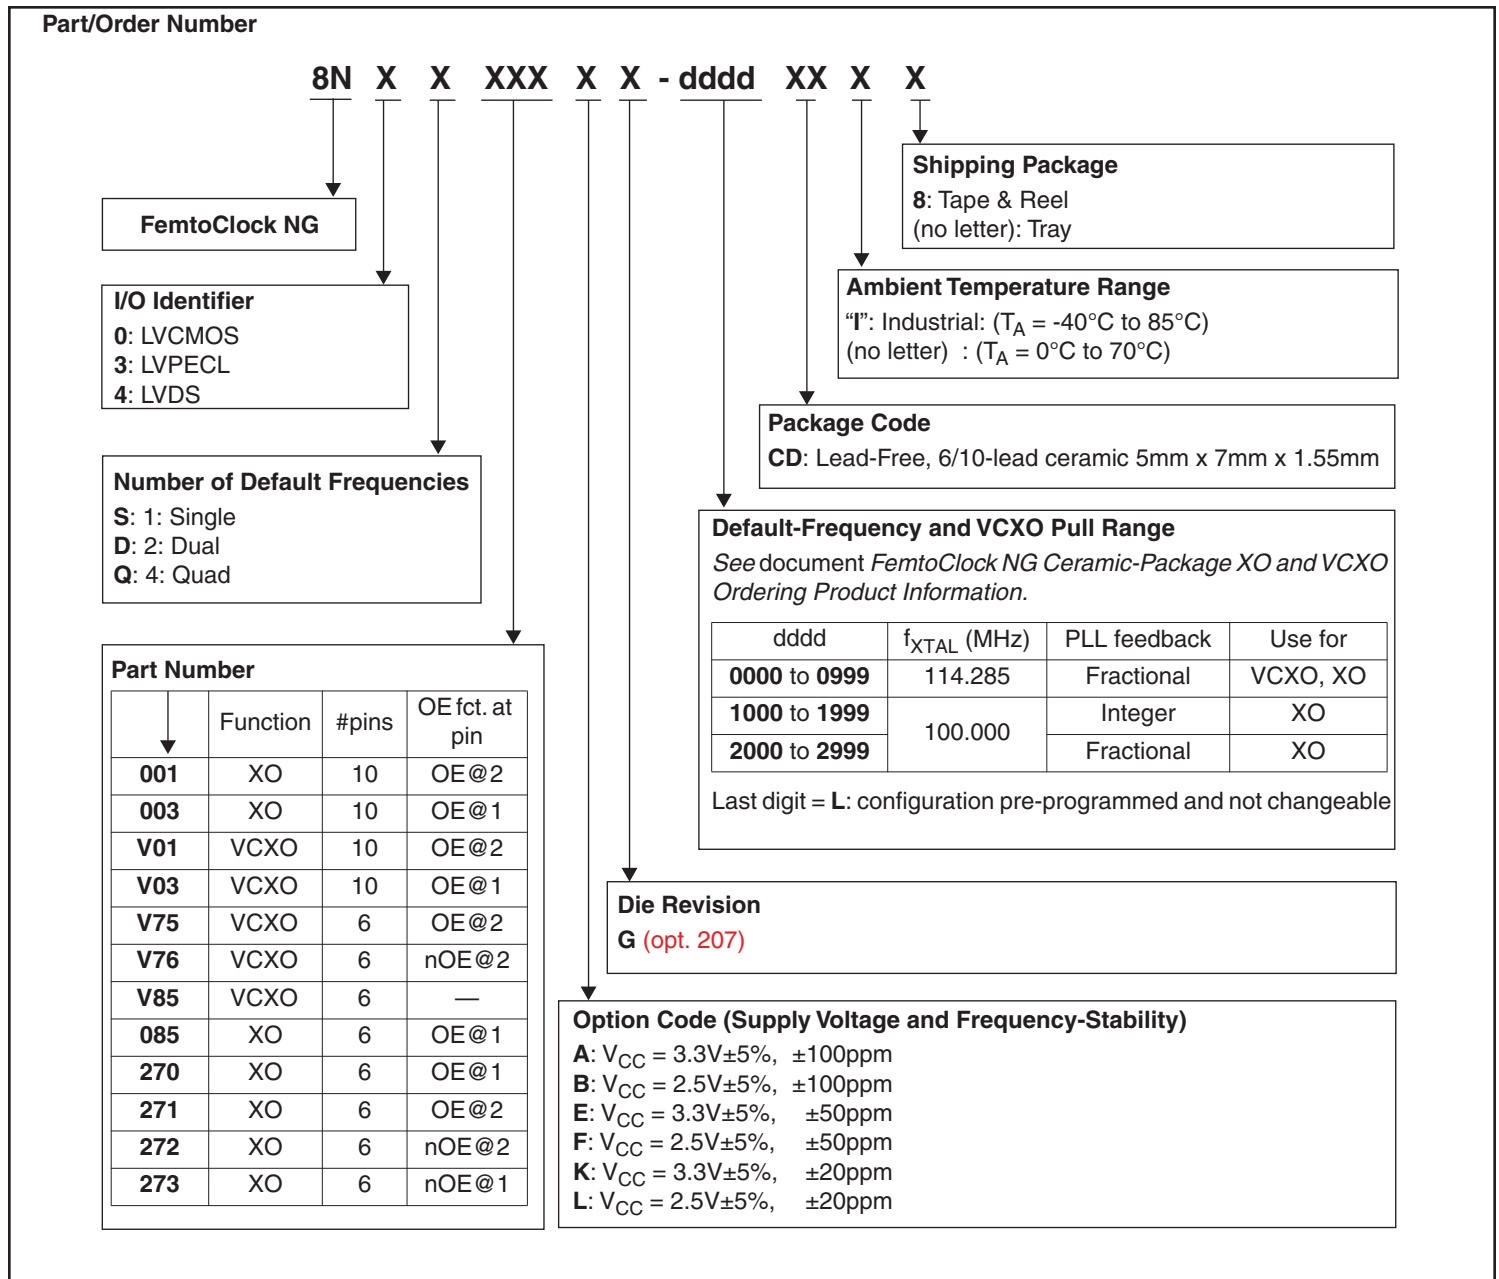 Part/Order Number
8N X X XXX X X - dddd XX X X
Shipping Package
8: Tape & Reel
(no letter): Tray
FemtoClock NG
Ambient Temperature Range
“I”: Industrial: (TA = -40°C to 85°C)
(no letter) : (TA = 0°C to 70°C)
I/O Identifier
0: LVCMOS
3: LVPECL
4: LVDS
Package Code
CD: Lead-Free, 6/10-lead ceramic 5mm x 7mm x 1.55mm
Number of Default Frequencies
S: 1: Single
D: 2: Dual
Q: 4: Quad
Default-Frequency and VCXO Pull Range
See document FemtoClock NG Ceramic-Package XO and VCXO
Ordering Product Information.
dddd fXTAL (MHz) PLL feedback Use for
0000 to 0999 114.285 Fractional VCXO, XO
1000 to 1999 100.000 Integer XO
2000 to 2999 Fractional XO
Last digit = L: configuration pre-programmed and not changeable
Part Number
Function #pins OE fct. at
pin
001 XO 10 OE@2
003 XO 10 OE@1
V01 VCXO 10 OE@2
V03 VCXO 10 OE@1
V75 VCXO 6 OE@2
V76 VCXO 6 nOE@2
V85 VCXO 6 —
085 XO 6 OE@1
270 XO 6 OE@1
271 XO 6 OE@2
272 XO 6 nOE@2
273 XO 6 nOE@1
Die Revision
G (opt. 207)
Option Code (Supply Voltage and Frequency-Stability)
A: VCC = 3.3V±5%, ±100ppm
B: VCC = 2.5V±5%, ±100ppm
E: VCC = 3.3V±5%, ±50ppm
F: VCC = 2.5V±5%, ±50ppm
K: VCC = 3.3V±5%, ±20ppm
L: VCC = 2.5V±5%, ±20ppm